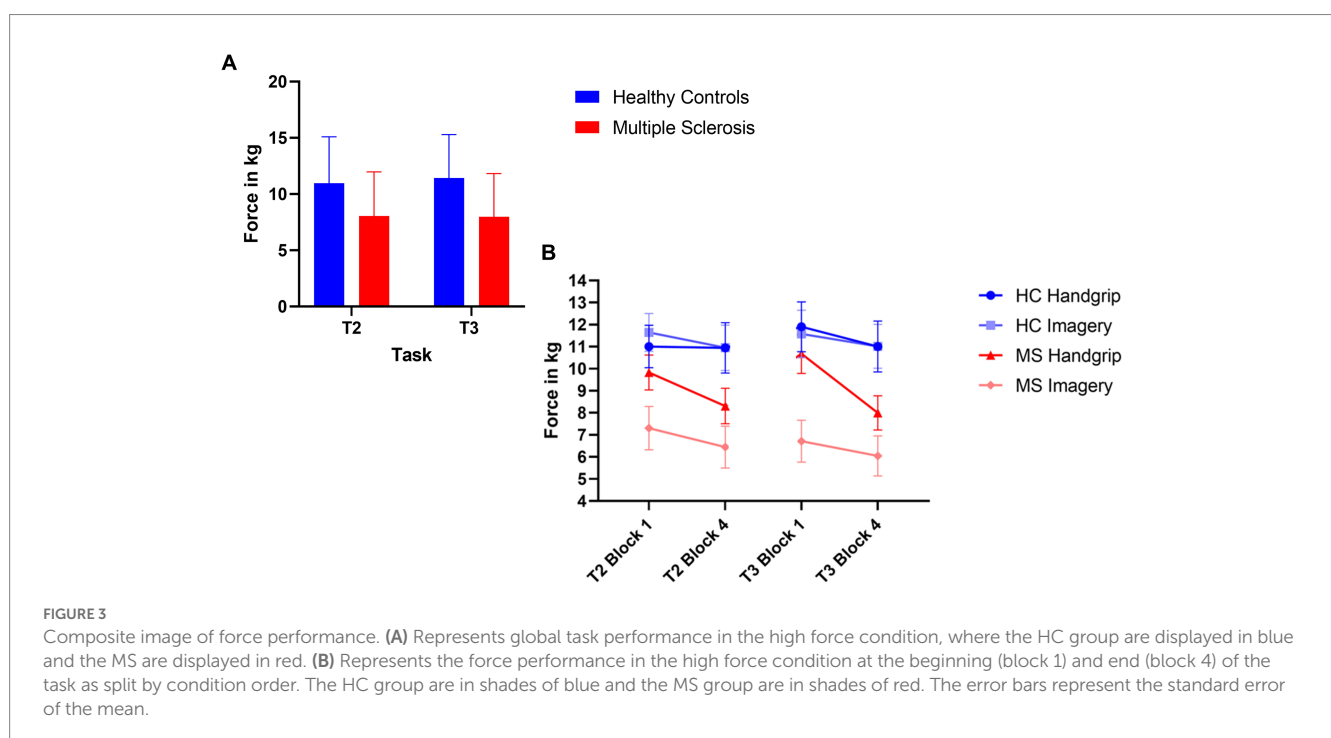 A
20
15
10
5
0
Force in kg
T2
T3
Task
Healthy Controls
Multiple Sclerosis
B
14
13
12
11
10
9
8
7
6
5
4
Force in kg
T2 Block 1
T2 Block 4
T3 Block 1
T3 Block 4
HC Handgrip
HC Imagery
MS Handgrip
MS Imagery
FIGURE 3
Composite image of force performance. (A) Represents global task performance in the high force condition, where the HC group are displayed in blue
and the MS are displayed in red. (B) Represents the force performance in the high force condition at the beginning (block 1) and end (block 4) of the
task as split by condition order. The HC group are in shades of blue and the MS group are in shades of red. The error bars represent the standard error
of the mean.